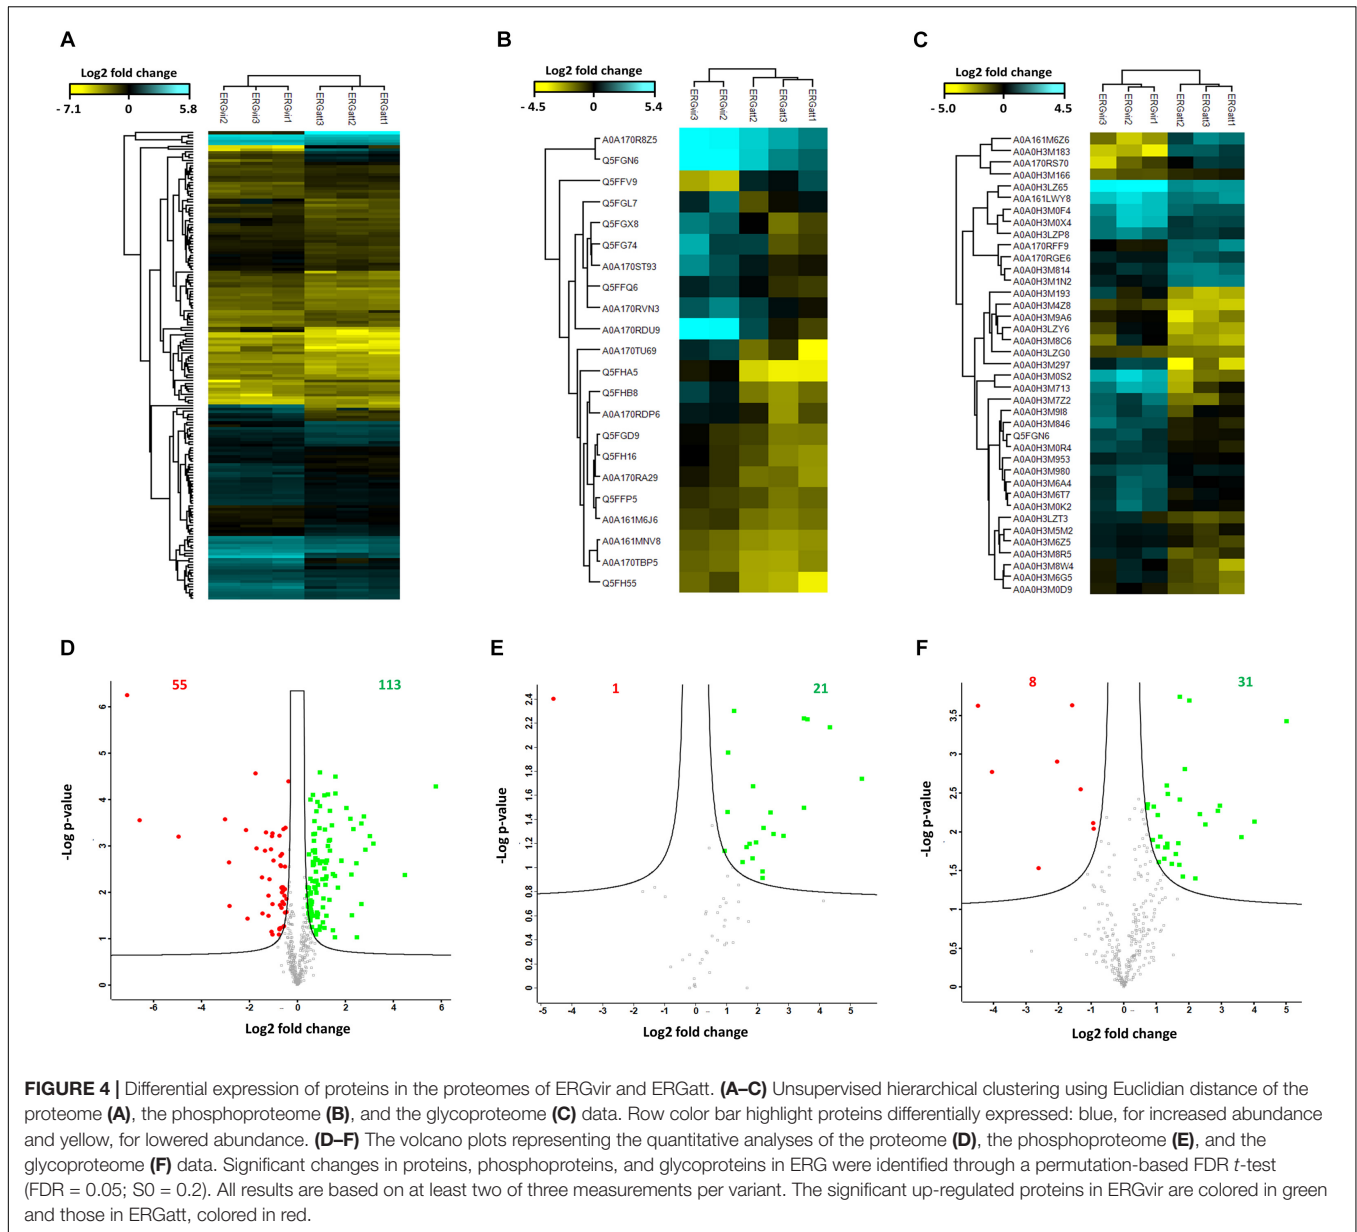 A
Log2 fold change
- 7.1 0 5.8
ERGvir2
ERGvir3
ERGvir1
ERGatt3
ERGatt2
ERGatt1
B
Log2 fold change
- 4.5 0 5.4
ERGvir3
ERGvir2
ERGatt2
ERGatt3
ERGatt1
A0A170R8Z5
Q5FGN6
Q5FFV9
Q5FGL7
Q5FGX8
Q5FG74
A0A170ST93
Q5FFQ6
A0A170RVN3
A0A170RDU9
A0A170TU69
Q5FHA5
Q5FHB8
A0A170RDP6
Q5FGD9
Q5FH16
A0A170RA29
Q5FFP5
A0A161M6J6
A0A161MNV8
A0A170TBP5
Q5FH55
C
Log2 fold change
- 5.0 0 4.5
ERGvir3
ERGvir2
ERGvir1
ERGatt2
ERGatt3
ERGatt1
A0A161M6Z6
A0A0H3M183
A0A170RS70
A0A0H3M166
A0A0H3LZ65
A0A161LWY8
A0A0H3M0F4
A0A0H3M0X4
A0A0H3LZP8
A0A170RFF9
A0A170RGE6
A0A0H3M814
A0A0H3M1N2
A0A0H3M193
A0A0H3M4Z8
A0A0H3M9A6
A0A0H3LZY6
A0A0H3M8C6
A0A0H3LZG0
A0A0H3M297
A0A0H3M0S2
A0A0H3M713
A0A0H3M7Z2
A0A0H3M9I8
A0A0H3M846
Q5FGN6
A0A0H3M0R4
A0A0H3M953
A0A0H3M980
A0A0H3M6A4
A0A0H3M6T7
A0A0H3M0K2
A0A0H3LZT3
A0A0H3M5M2
A0A0H3M6Z5
A0A0H3M8R5
A0A0H3M8W4
A0A0H3M6G5
A0A0H3M0D9
D
55 113
-Log p-value
6
5
4
3
2
1
0
-6 -4 -2 0 2 4 6
Log2 fold change
E
1 21
-Log p-value
2.4
2.2
2
1.8
1.6
1.4
1.2
1
0.8
0.6
0.4
0.2
0
-5 -4 -3 -2 -1 0 1 2 3 4 5
Log2 fold change
F
8 31
-Log p-value
3.5
3
2.5
2
1.5
1
0.5
0
-4 -3 -2 -1 0 1 2 3 4 5
Log2 fold change
FIGURE 4 | Differential expression of proteins in the proteomes of ERGvir and ERGatt. (A–C) Unsupervised hierarchical clustering using Euclidian distance of the
proteome (A), the phosphoproteome (B), and the glycoproteome (C) data. Row color bar highlight proteins differentially expressed: blue, for increased abundance
and yellow, for lowered abundance. (D–F) The volcano plots representing the quantitative analyses of the proteome (D), the phosphoproteome (E), and the
glycoproteome (F) data. Significant changes in proteins, phosphoproteins, and glycoproteins in ERG were identified through a permutation-based FDR t-test
(FDR = 0.05; S0 = 0.2). All results are based on at least two of three measurements per variant. The significant up-regulated proteins in ERGvir are colored in green
and those in ERGatt, colored in red.